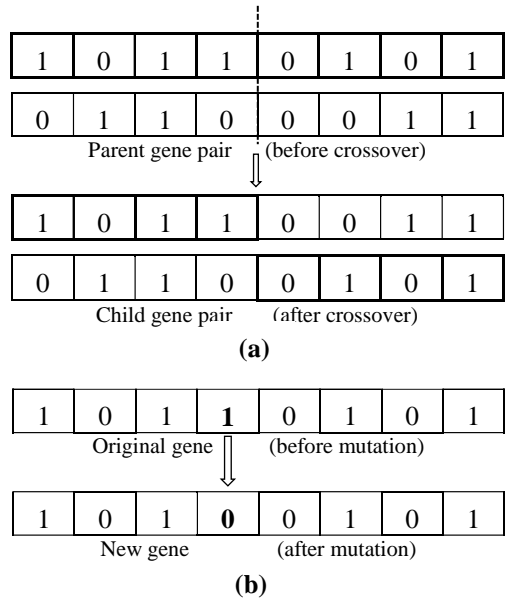 1 0 1 1 0 1 0 1
0 1 1 0 0 0 1 1
Parent gene pair (before crossover)
1 0 1 1 0 0 1 1
0 1 1 0 0 1 0 1
Child gene pair (after crossover)
(a)
1 0 1 1 0 1 0 1
Original gene (before mutation)
1 0 1 0 0 1 0 1
New gene (after mutation)
(b)